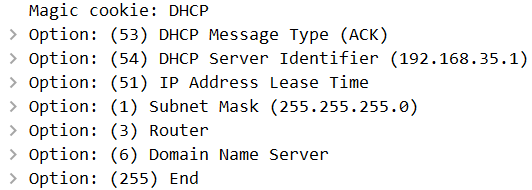 Magic cookie: DHCP
> Option: (53) DHCP Message Type (ACK)
> Option: (54) DHCP Server Identifier (192.168.35.1)
> Option: (51) IP Address Lease Time
> Option: (1) Subnet Mask (255.255.255.0)
> Option: (3) Router
> Option: (6) Domain Name Server
> Option: (255) End